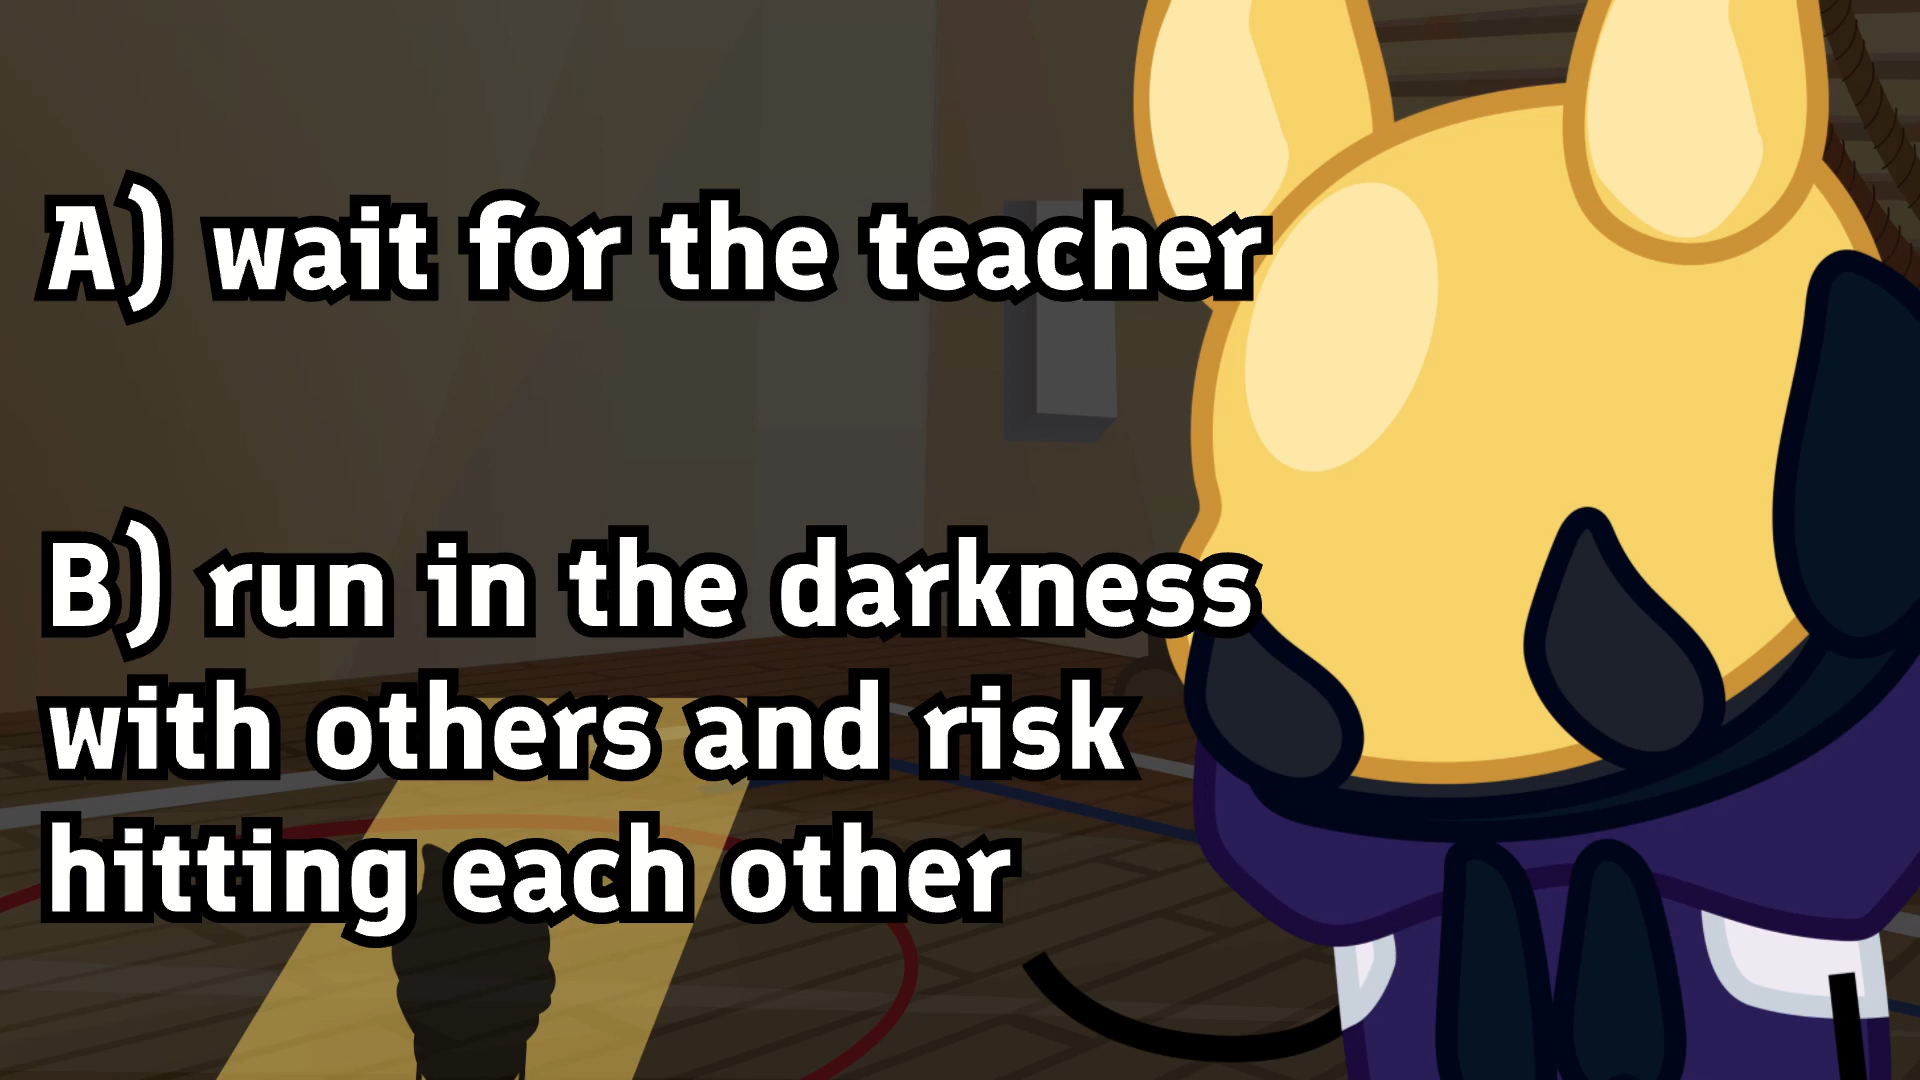 A) wait for the teacher
B) run in the darkness
with others and risk
hitting each other